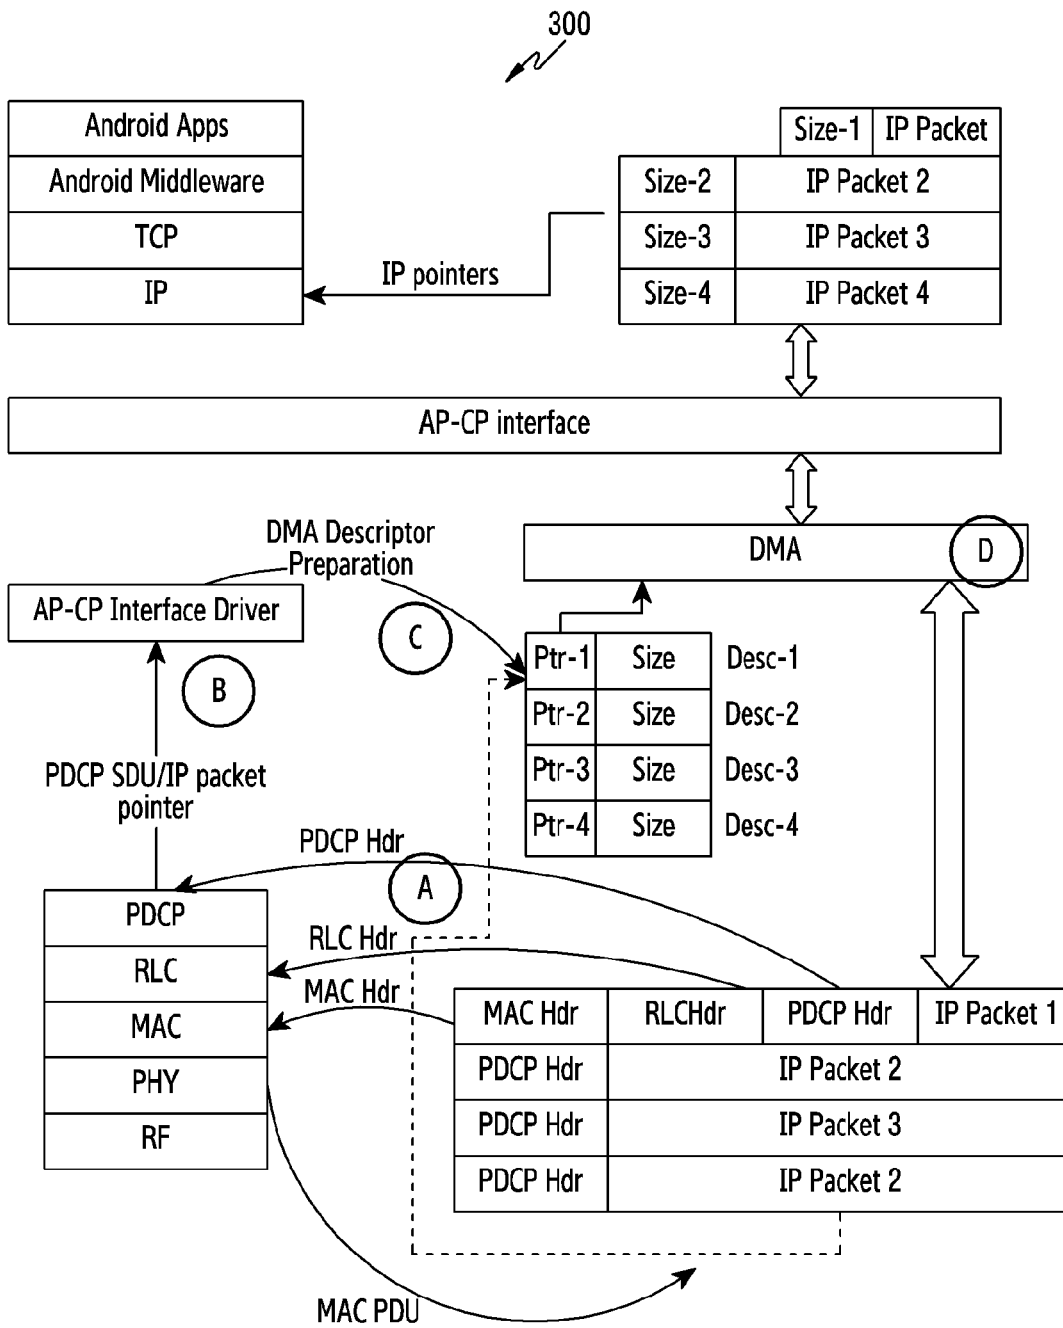 300
Android Apps
Android Middleware
TCP
IP
IP pointers
Size-1 IP Packet
Size-2 IP Packet 2
Size-3 IP Packet 3
Size-4 IP Packet 4
AP-CP interface
DMA Descriptor
Preparation
DMA
D
AP-CP Interface Driver
C
B
Ptr-1 Size Desc-1
Ptr-2 Size Desc-2
Ptr-3 Size Desc-3
Ptr-4 Size Desc-4
PDCP SDU/IP packet
pointer
PDCP Hdr
A
RLC Hdr
MAC Hdr
PDCP
RLC
MAC
PHY
RF
MAC Hdr RLCHdr PDCP Hdr IP Packet 1
PDCP Hdr IP Packet 2
PDCP Hdr IP Packet 3
PDCP Hdr IP Packet 2
MAC PDU